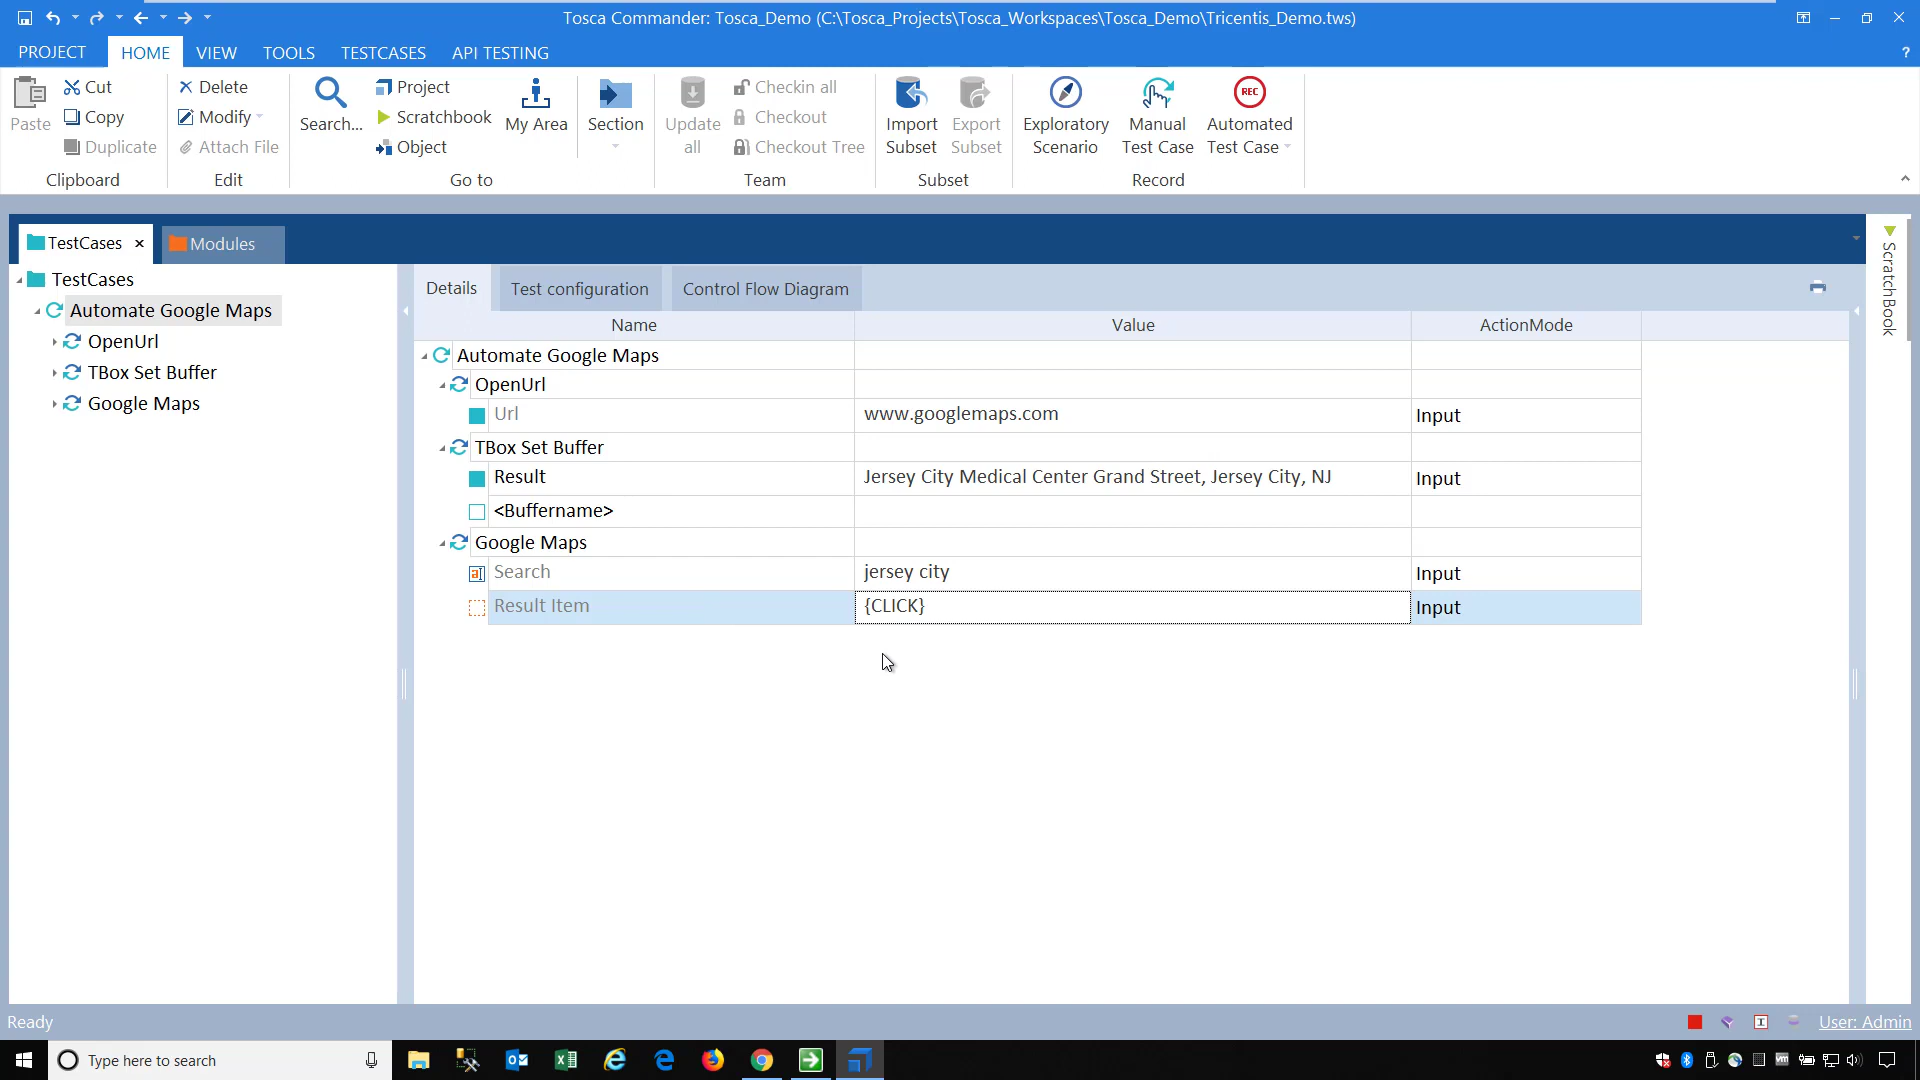 Tosca Commander: Tosca_Demo (C:\Tosca_Projects\Tosca_Workspaces\Tosca_Demo\Tricentis_Demo.tws)
PROJECT HOME VIEW TOOLS TESTCASES API TESTING ?
Paste
Cut
Copy
Duplicate
Clipboard
Delete
Modify
Attach File
Edit
Search...
Project
Scratchbook
Object
My Area
Section
Go to
Update all
Checkin all
Checkout
Checkout Tree
Team
Import Subset
Export Subset
Subset
Exploratory Scenario
Manual Test Case
REC
Automated Test Case
Record
TestCases ×
Modules
ScratchBook
TestCases
Automate Google Maps
OpenUrl
TBox Set Buffer
Google Maps
Details Test configuration Control Flow Diagram
Name Value ActionMode
Automate Google Maps
OpenUrl
Url www.googlemaps.com Input
TBox Set Buffer
Result Jersey City Medical Center Grand Street, Jersey City, NJ Input
<Buffername>
Google Maps
a Search jersey city Input
Result Item {CLICK} Input
Ready User: Admin
Type here to search